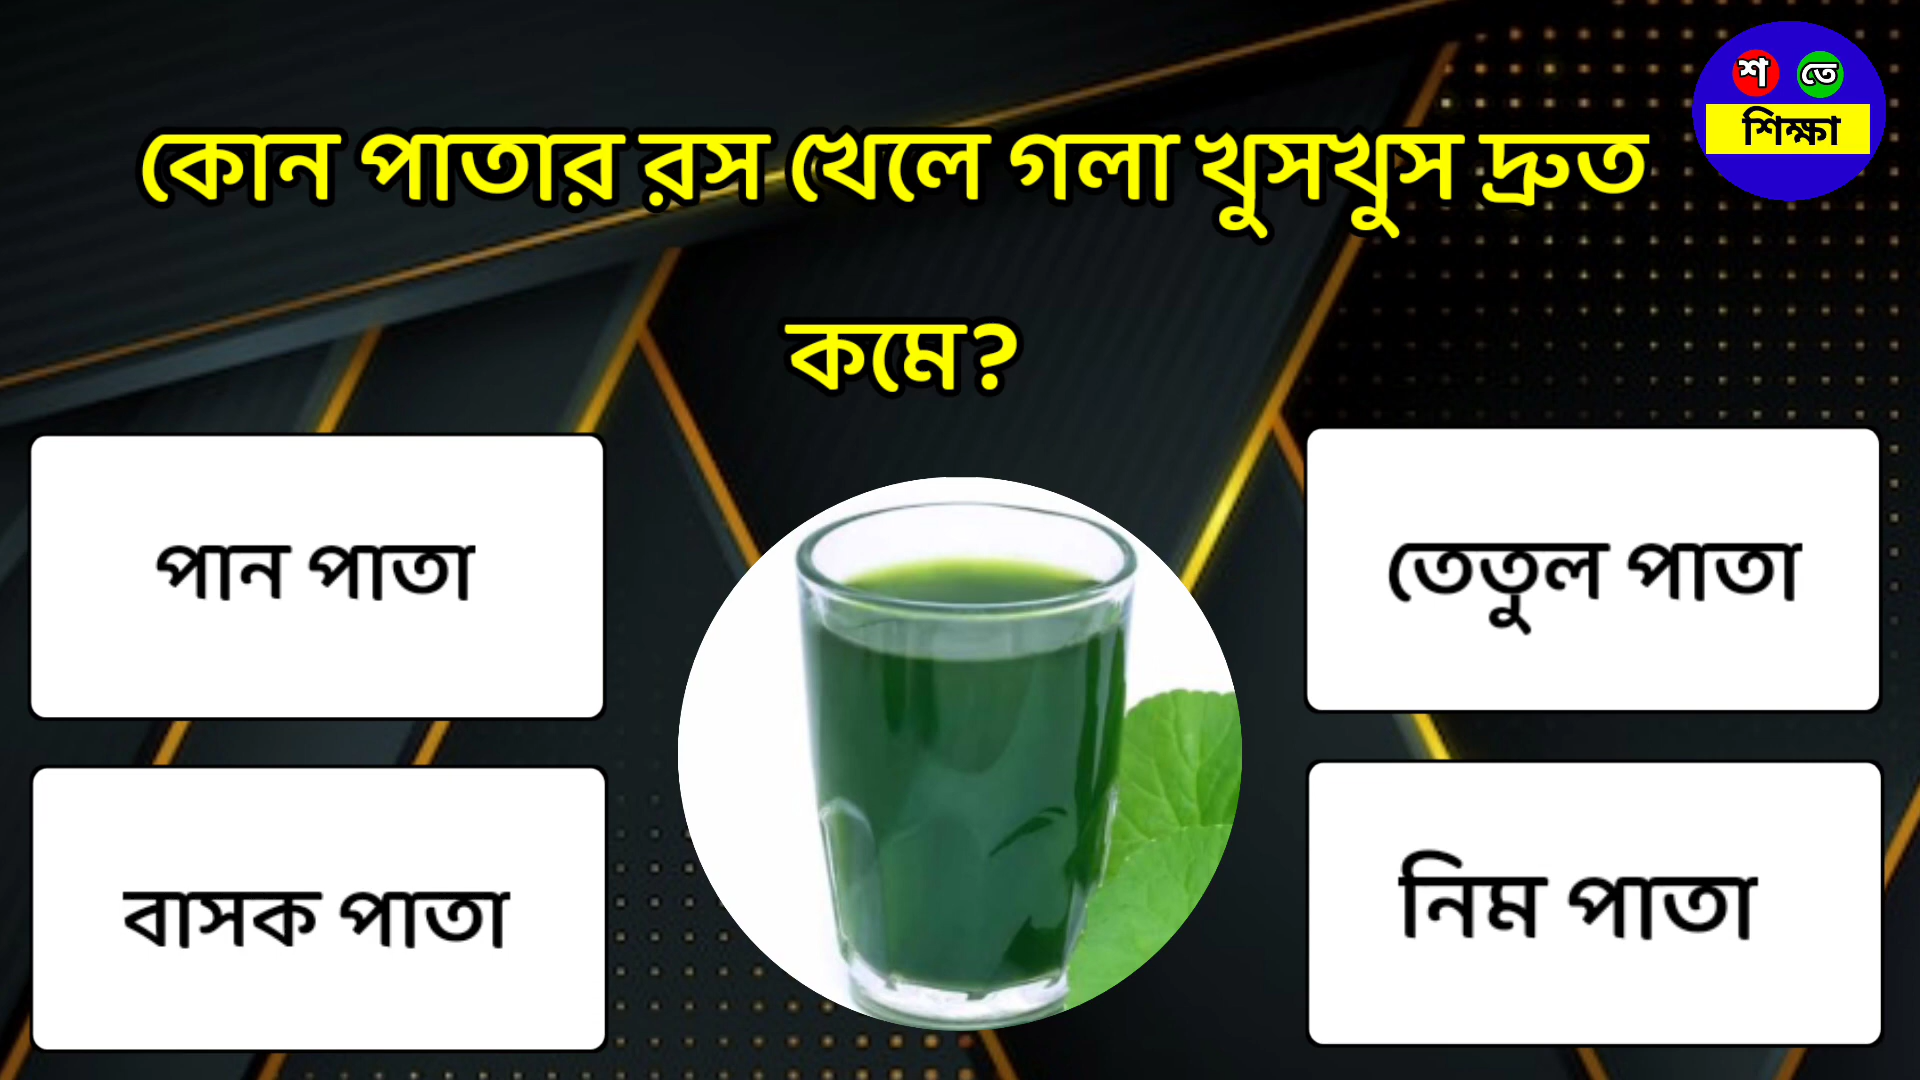 শ তে
শিক্ষা
কোন পাতার রস খেলে গলা খুসখুস দ্রুত
কমে?
পান পাতা
তেতুল পাতা
বাসক পাতা
নিম পাতা